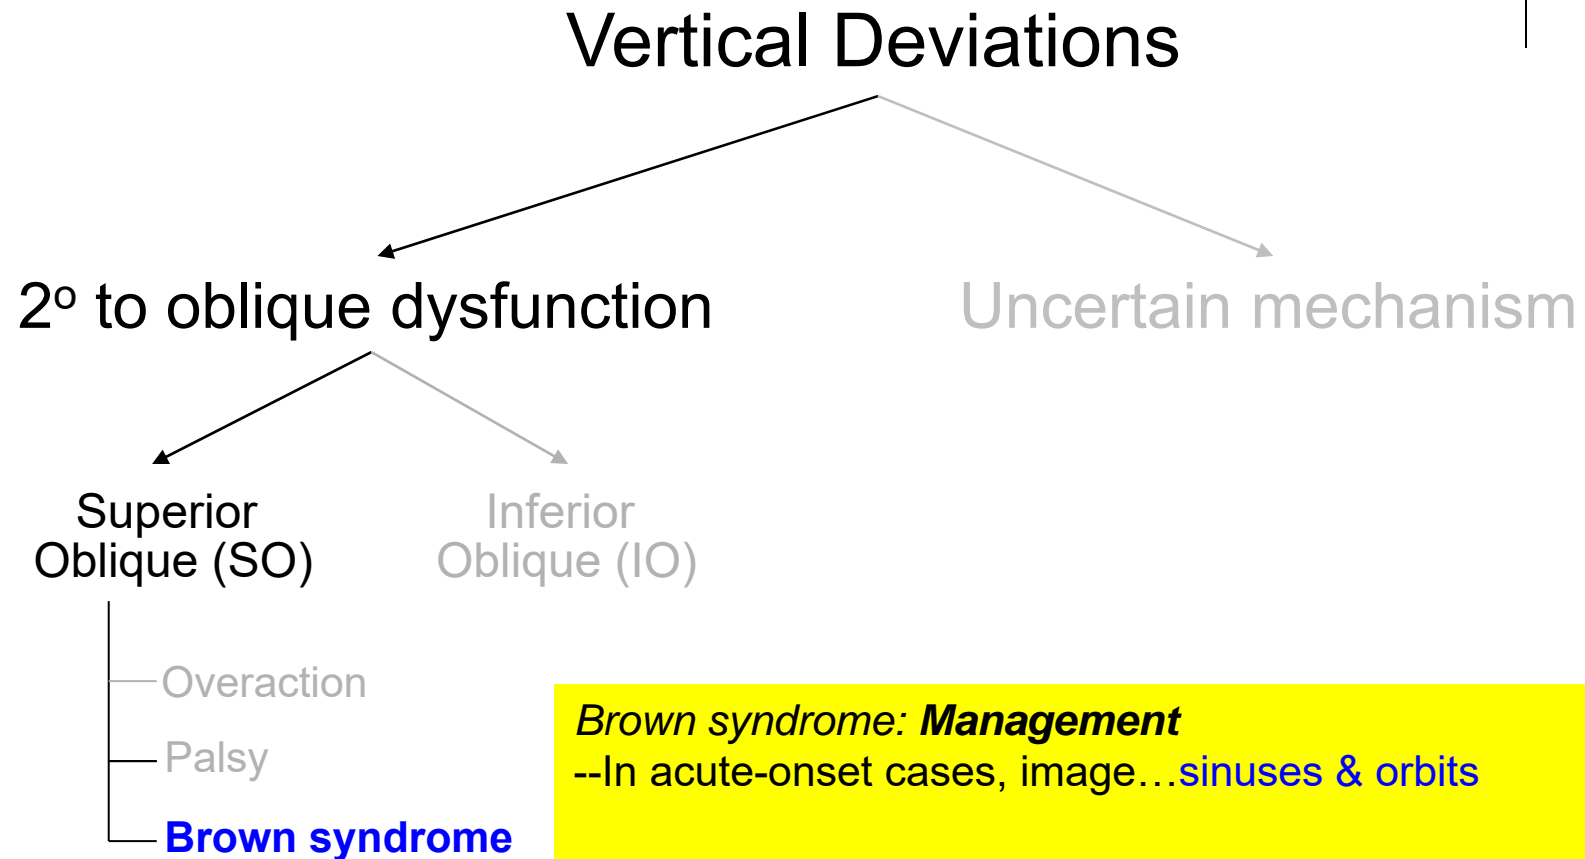 Vertical Deviations
2º to oblique dysfunction
Uncertain mechanism
Superior
Oblique (SO)
Inferior
Oblique (IO)
Overaction
Palsy
Brown syndrome
Brown syndrome: Management
--In acute-onset cases, image…sinuses & orbits